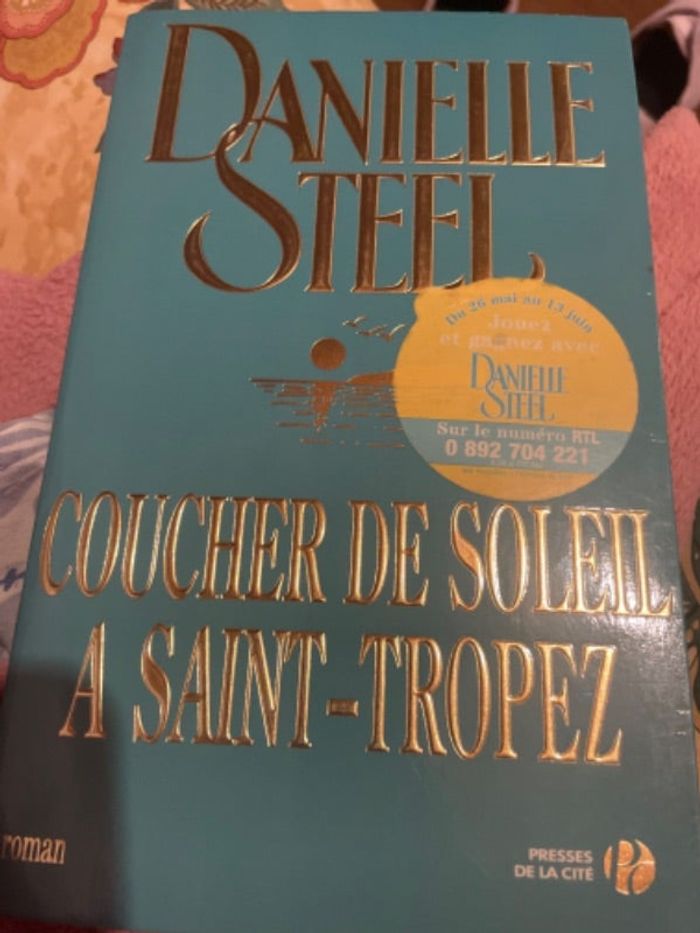 DANIELLE
STEEL
Du 26 mai au 13 juin
Jouez
et gagnez avec
DANIELLE
STEEL
Sur le numéro RTL
0 892 704 221
COUCHER DE SOLEIL
A SAINT-TROPEZ
roman
PRESSES
DE LA CITÉ